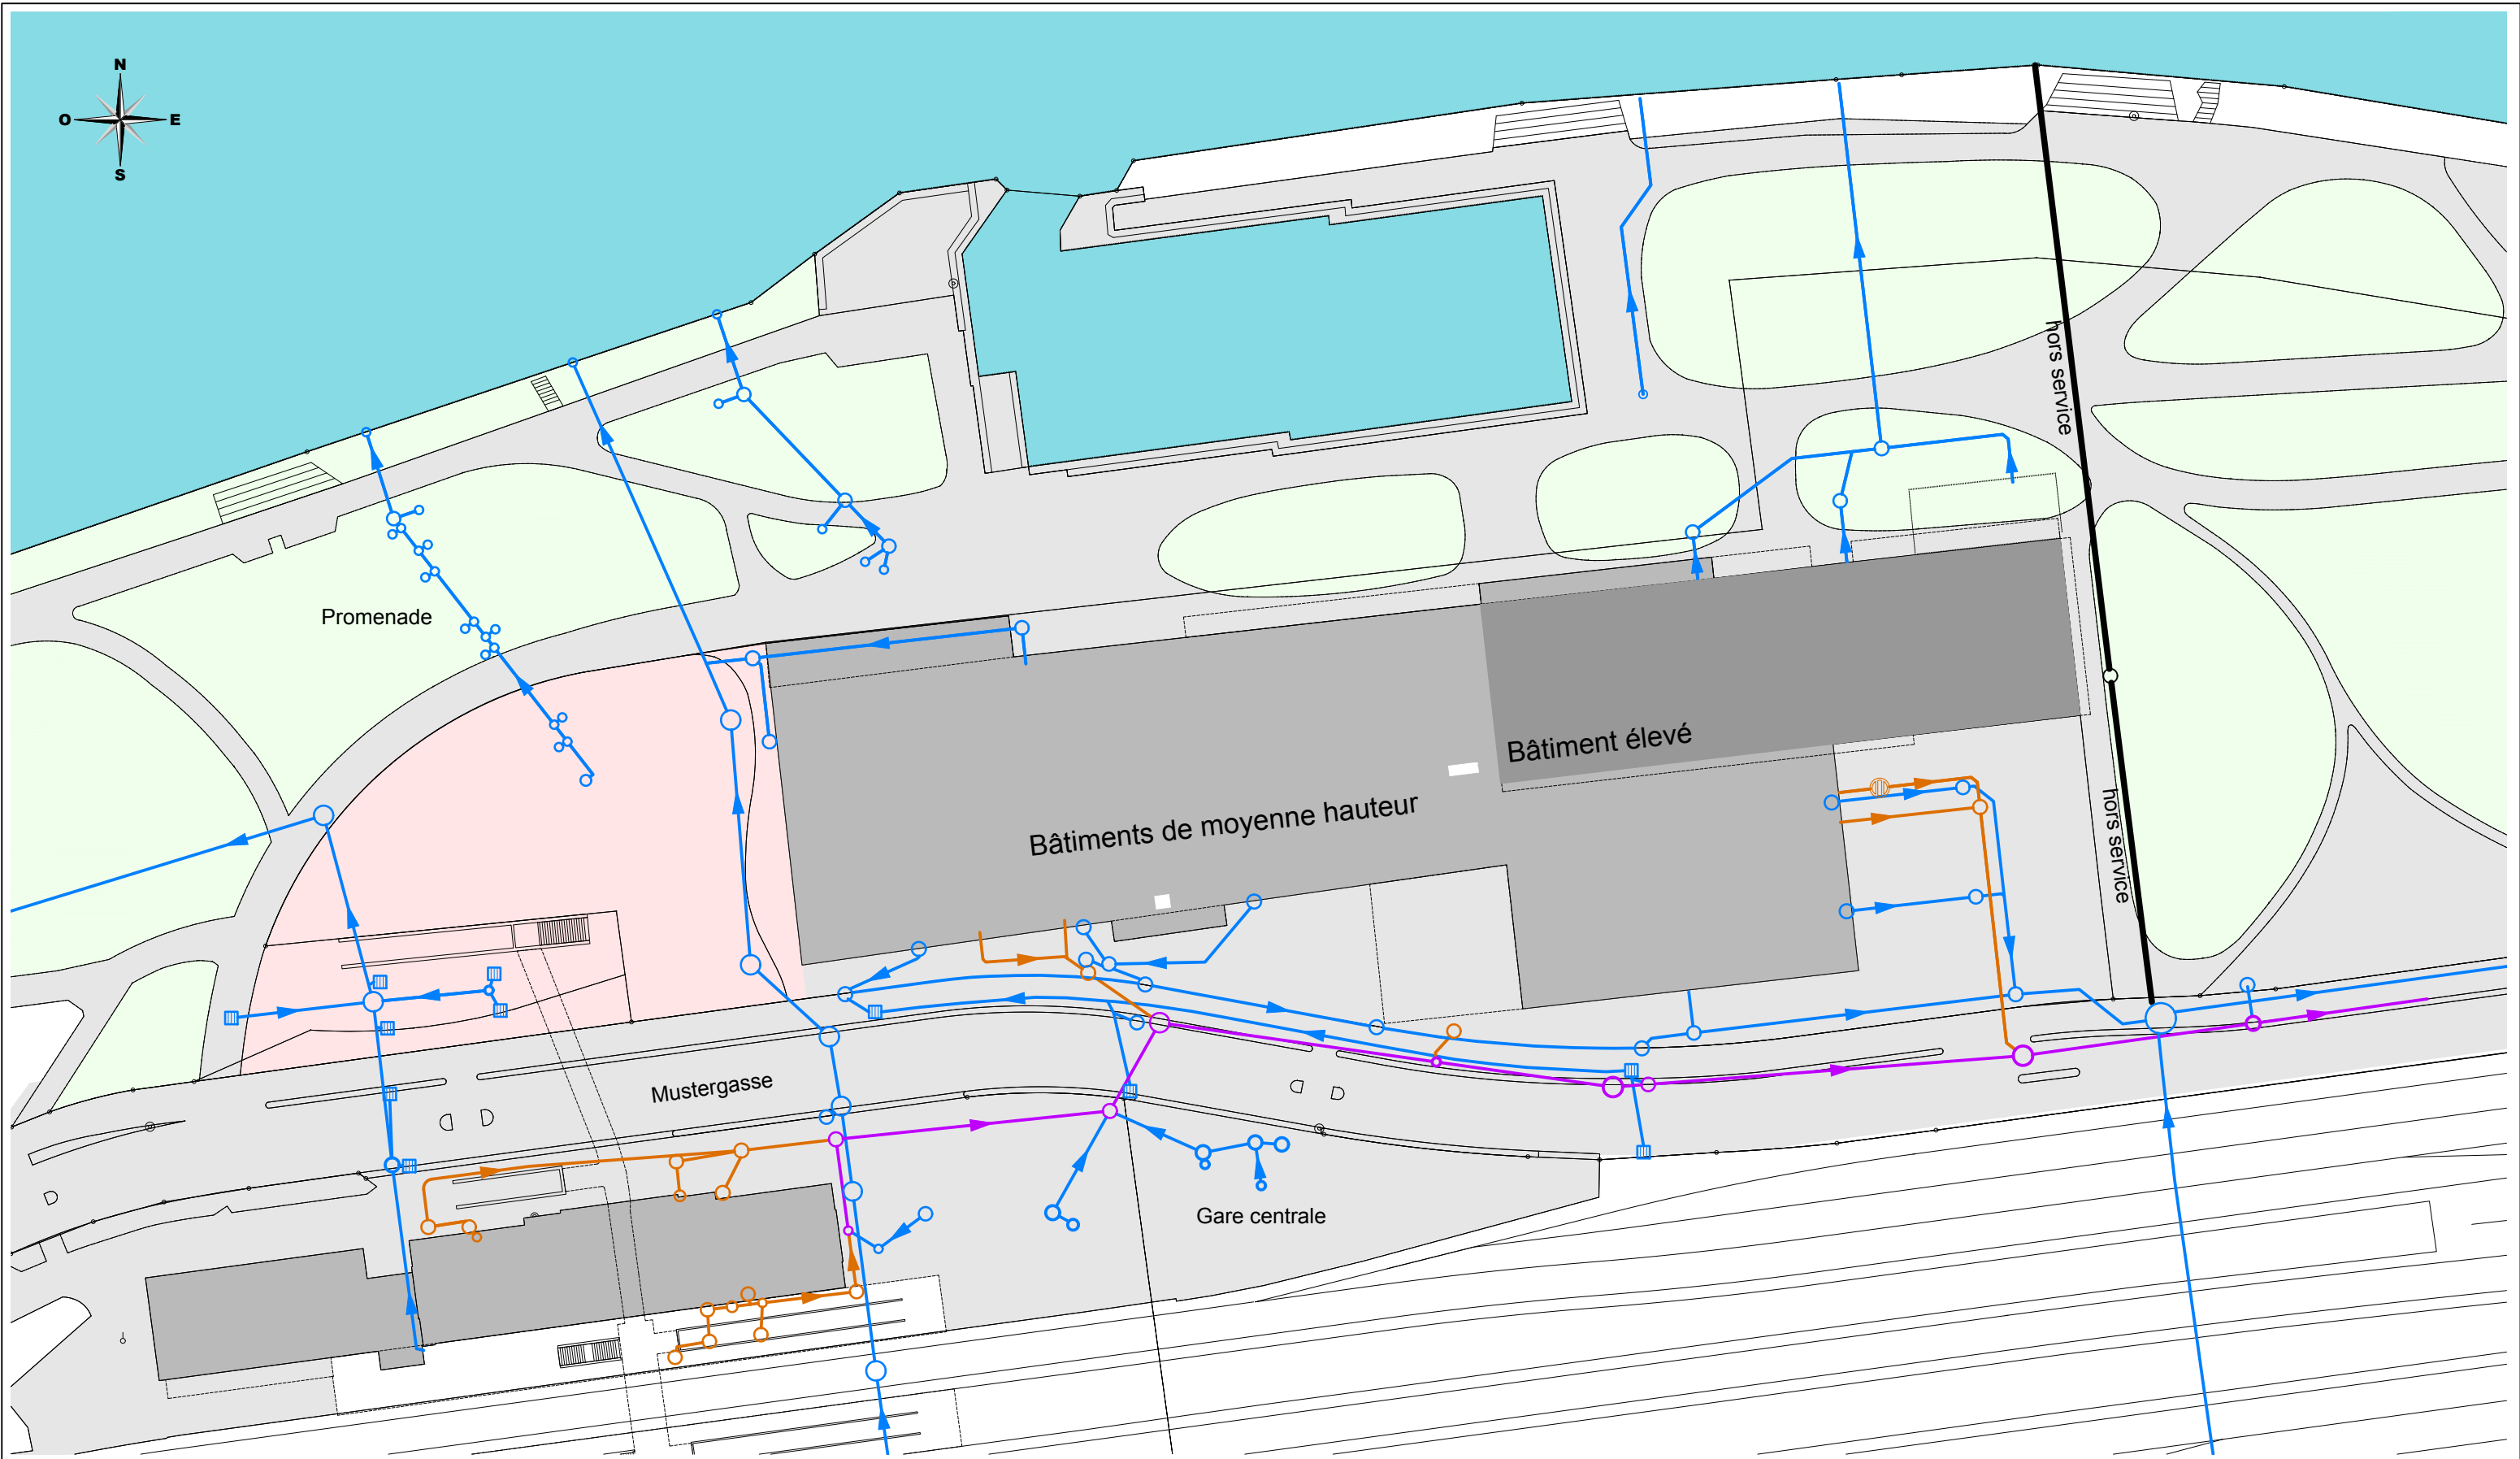 N
O E
S
hors service
Promenade
Bâtiment élevé
Bâtiments de moyenne hauteur
hors service
Mustergasse
Gare centrale